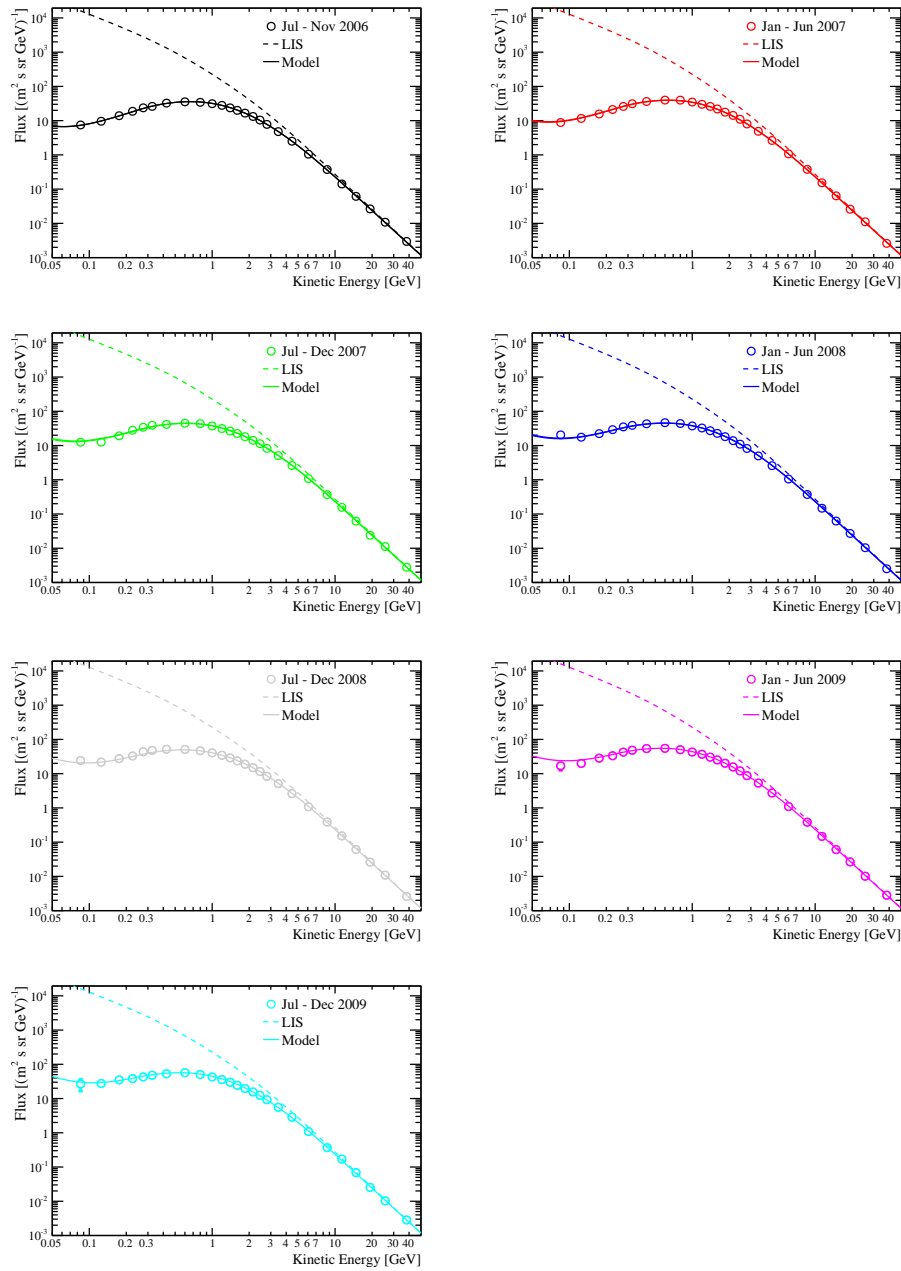 Flux [(m² s sr GeV)⁻¹]
10⁴
10³
10²
10
1
10⁻¹
10⁻²
10⁻³
Jul - Nov 2006
LIS
Model
0.05 0.1 0.2 0.3 1 2 3 4 5 6 7 10 20 30 40
Kinetic Energy [GeV]
Flux [(m² s sr GeV)⁻¹]
10⁴
10³
10²
10
1
10⁻¹
10⁻²
10⁻³
Jan - Jun 2007
LIS
Model
0.05 0.1 0.2 0.3 1 2 3 4 5 6 7 10 20 30 40
Kinetic Energy [GeV]
Flux [(m² s sr GeV)⁻¹]
10⁴
10³
10²
10
1
10⁻¹
10⁻²
10⁻³
Jul - Dec 2007
LIS
Model
0.05 0.1 0.2 0.3 1 2 3 4 5 6 7 10 20 30 40
Kinetic Energy [GeV]
Flux [(m² s sr GeV)⁻¹]
10⁴
10³
10²
10
1
10⁻¹
10⁻²
10⁻³
Jan - Jun 2008
LIS
Model
0.05 0.1 0.2 0.3 1 2 3 4 5 6 7 10 20 30 40
Kinetic Energy [GeV]
Flux [(m² s sr GeV)⁻¹]
10⁴
10³
10²
10
1
10⁻¹
10⁻²
10⁻³
Jul - Dec 2008
LIS
Model
0.05 0.1 0.2 0.3 1 2 3 4 5 6 7 10 20 30 40
Kinetic Energy [GeV]
Flux [(m² s sr GeV)⁻¹]
10⁴
10³
10²
10
1
10⁻¹
10⁻²
10⁻³
Jan - Jun 2009
LIS
Model
0.05 0.1 0.2 0.3 1 2 3 4 5 6 7 10 20 30 40
Kinetic Energy [GeV]
Flux [(m² s sr GeV)⁻¹]
10⁴
10³
10²
10
1
10⁻¹
10⁻²
10⁻³
Jul - Dec 2009
LIS
Model
0.05 0.1 0.2 0.3 1 2 3 4 5 6 7 10 20 30 40
Kinetic Energy [GeV]